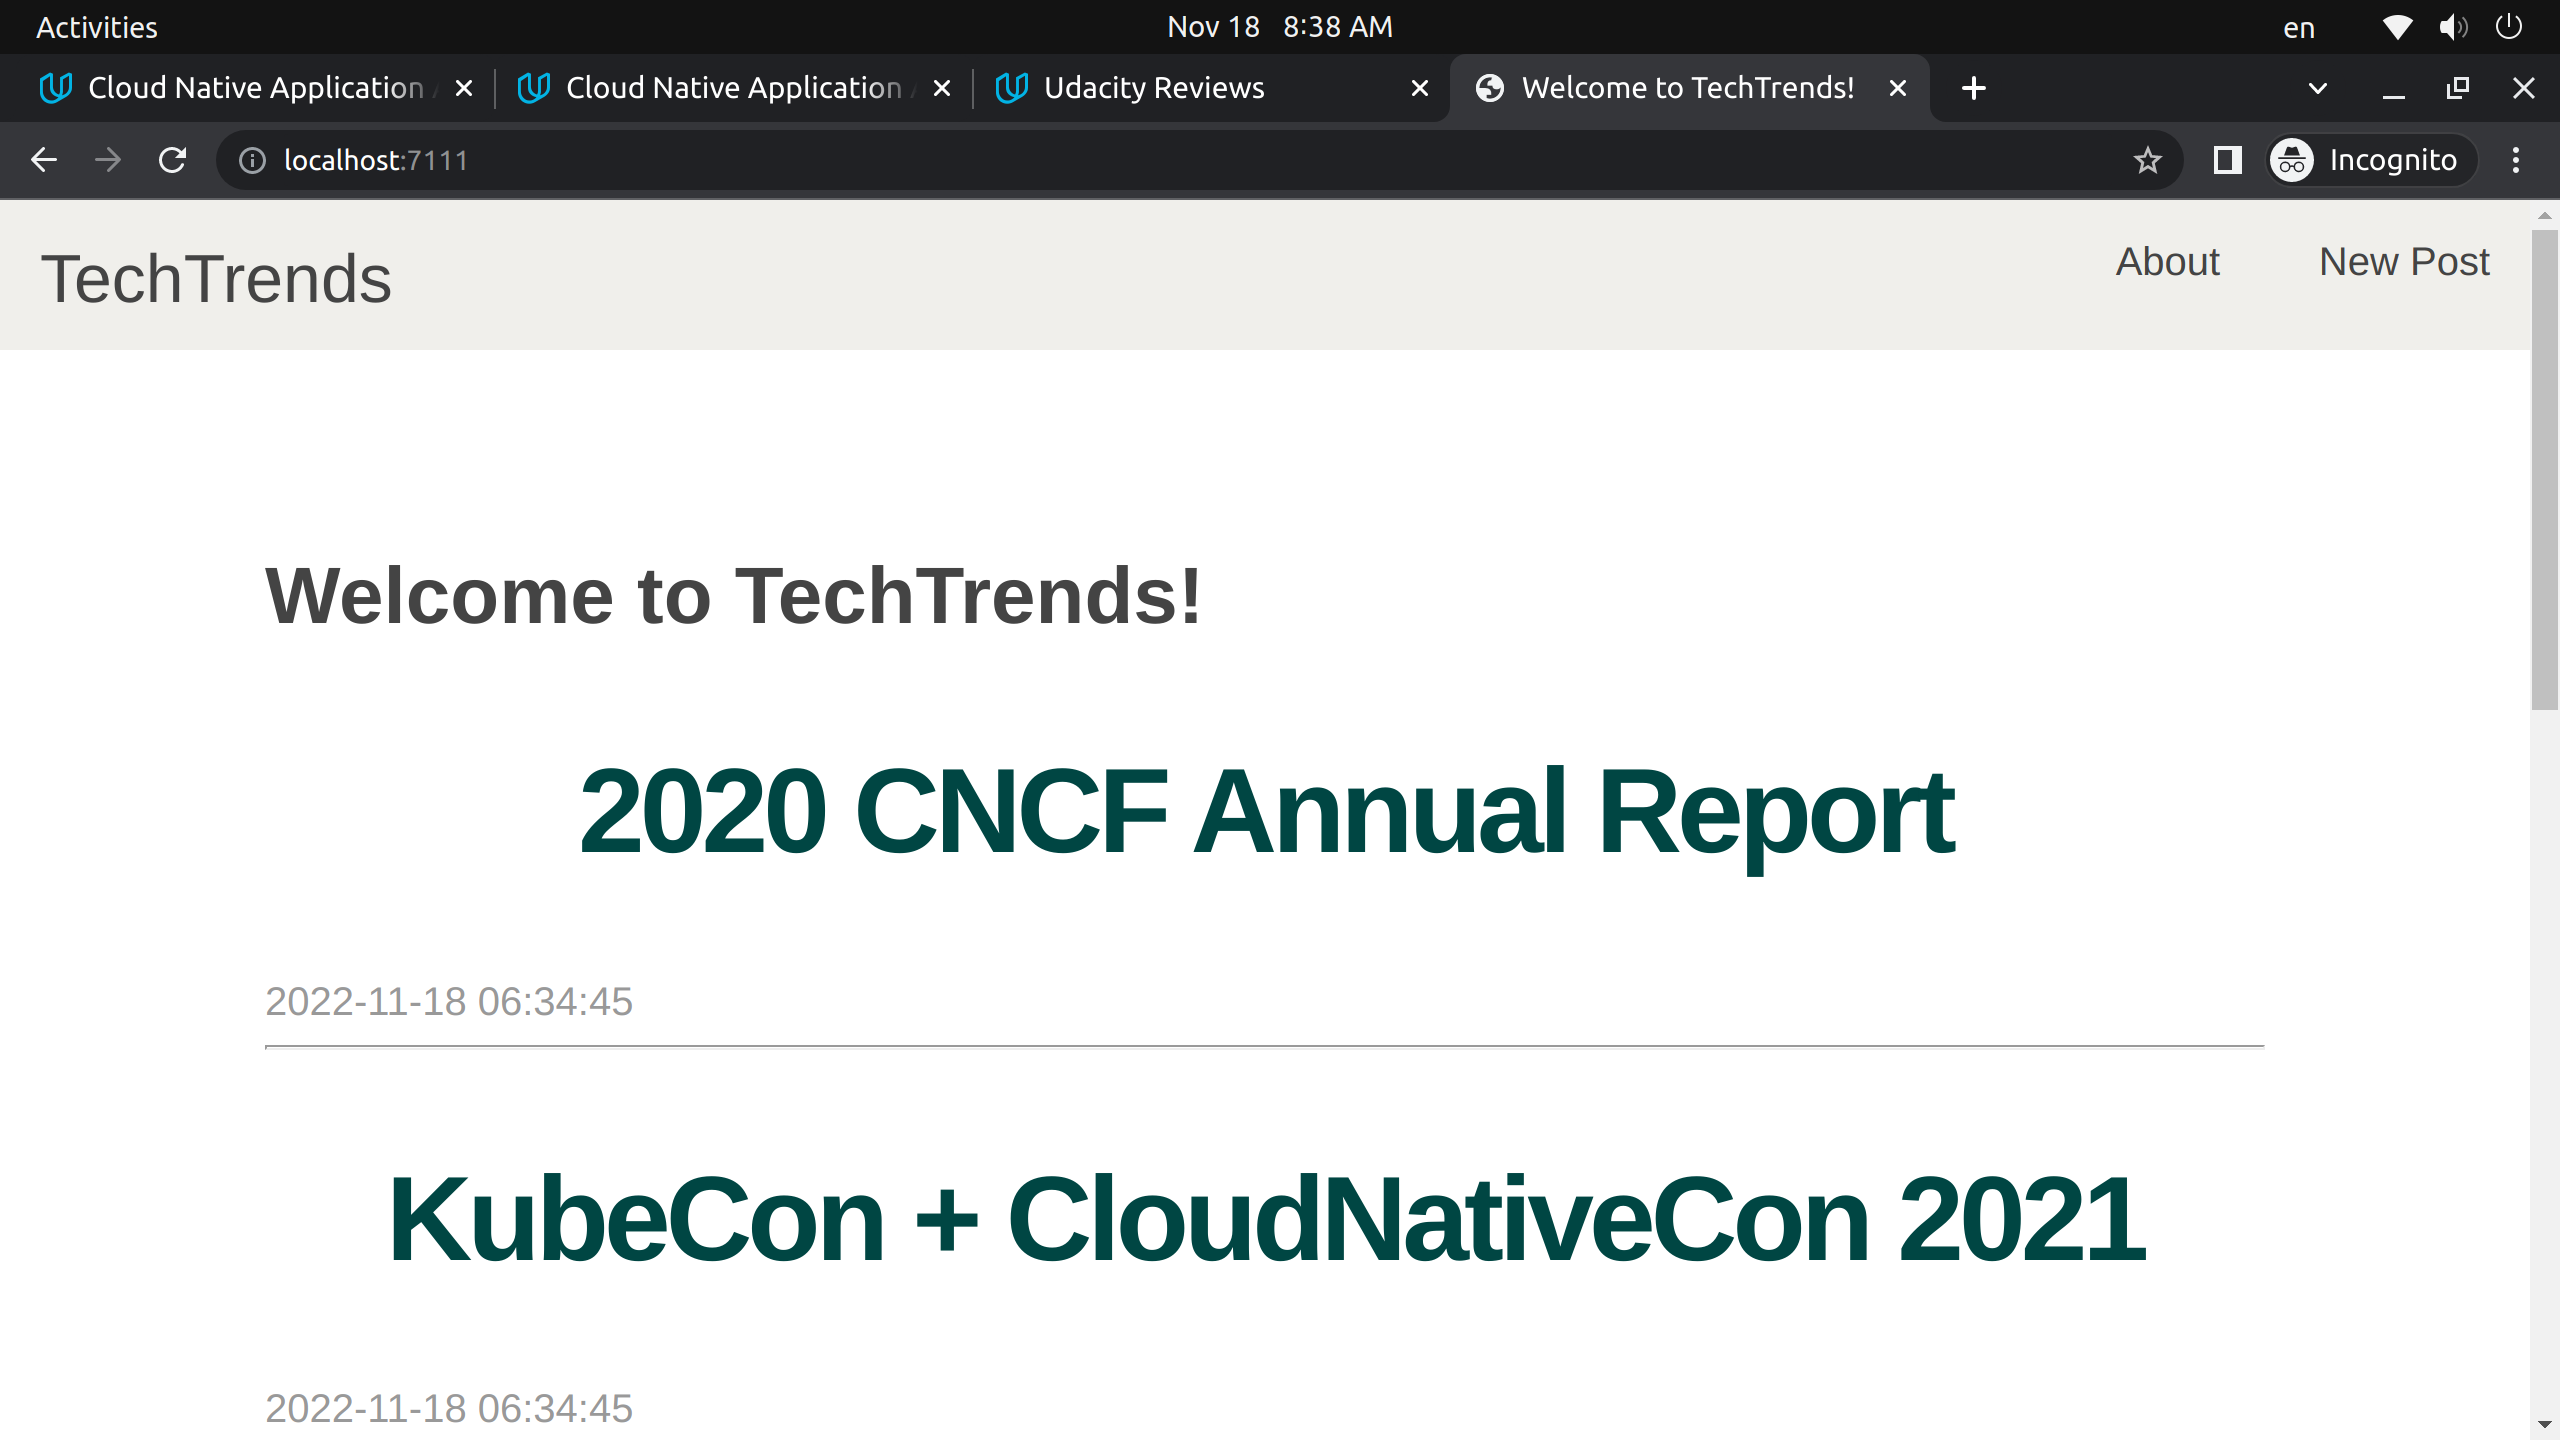 Activities
Nov 18 8:38 AM
en
Cloud Native Application
Cloud Native Application
Udacity Reviews
Welcome to TechTrends!
localhost:7111
Incognito
TechTrends
About
New Post
Welcome to TechTrends!
2020 CNCF Annual Report
2022-11-18 06:34:45
KubeCon + CloudNativeCon 2021
2022-11-18 06:34:45